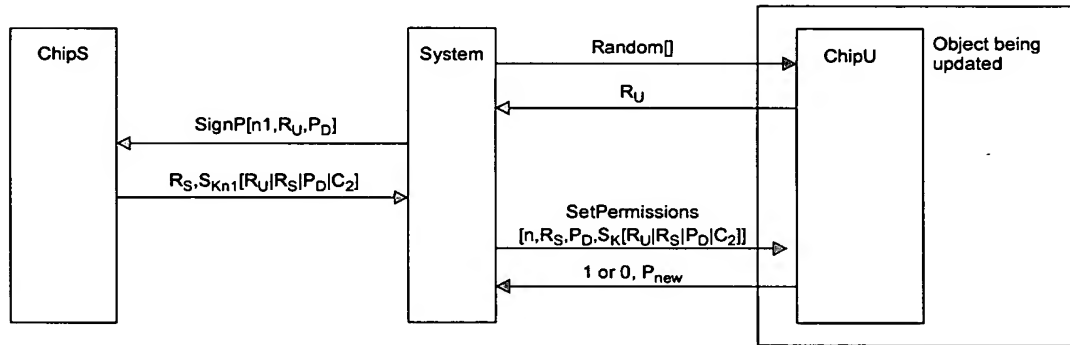 ChipS
System
ChipU
Object being
updated
Random[]
R_U
SignP[n1,R_U,P_D]
R_S,S_Kn1[R_U|R_S|P_D|C_2]
SetPermissions
[n,R_S,P_D,S_K[R_U|R_S|P_D|C_2]]
1 or 0, P_new